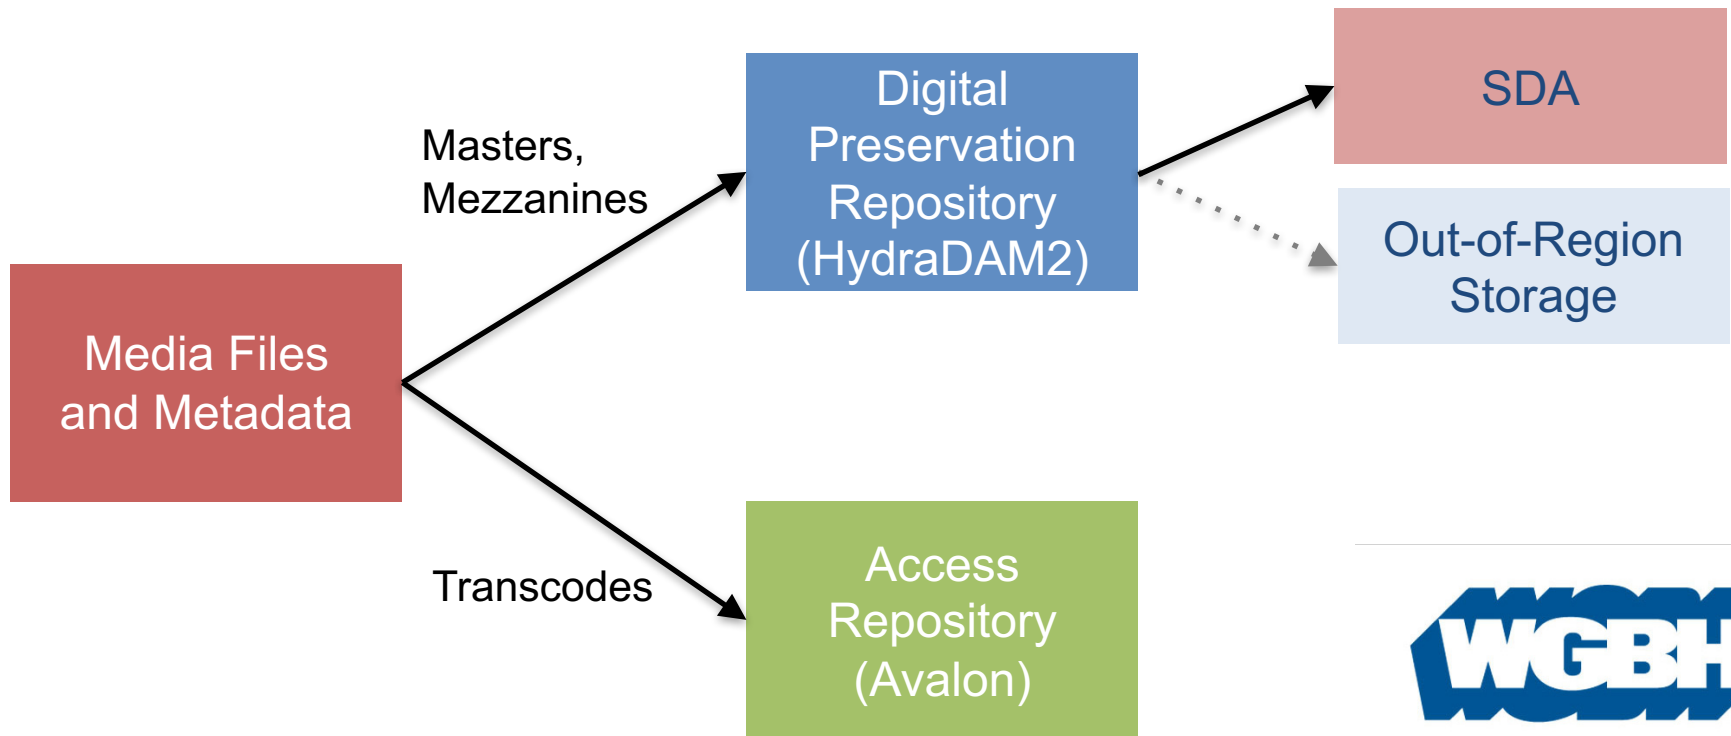 Media Files
and Metadata
Masters,
Mezzanines
Transcodes
Digital
Preservation
Repository
(HydraDAM2)
Access
Repository
(Avalon)
SDA
Out-of-Region
Storage
WGBH